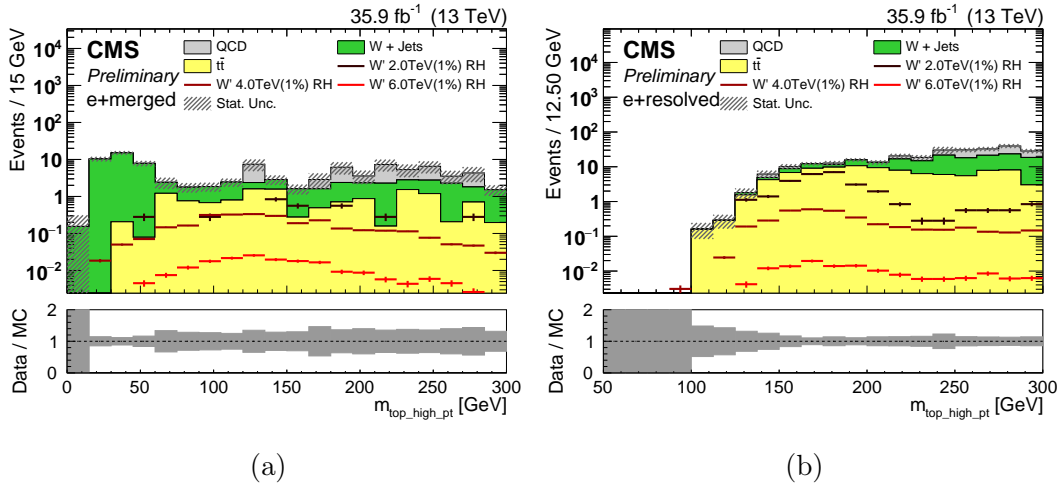 35.9 fb⁻¹ (13 TeV)
CMS
Preliminary
e+merged
QCD
W + Jets
tt̄
W' 2.0TeV(1%) RH
W' 4.0TeV(1%) RH
W' 6.0TeV(1%) RH
Stat. Unc.
Events / 15 GeV
10⁴
10³
10²
10
1
10⁻¹
10⁻²
Data / MC
2
1
0
0 50 100 150 200 250 300
m_top_high_pt [GeV]
(a)
35.9 fb⁻¹ (13 TeV)
CMS
Preliminary
e+resolved
QCD
W + Jets
tt̄
W' 2.0TeV(1%) RH
W' 4.0TeV(1%) RH
W' 6.0TeV(1%) RH
Stat. Unc.
Events / 12.50 GeV
10⁴
10³
10²
10
1
10⁻¹
10⁻²
Data / MC
2
1
0
50 100 150 200 250 300
m_top_high_pt [GeV]
(b)